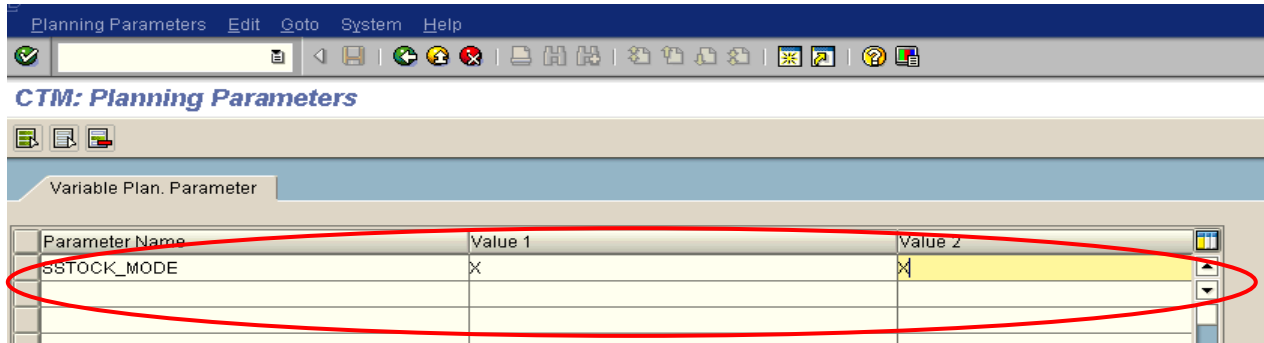 Planning Parameters Edit Goto System Help
CTM: Planning Parameters
Variable Plan. Parameter
Parameter Name Value 1 Value 2
SSTOCK_MODE X X